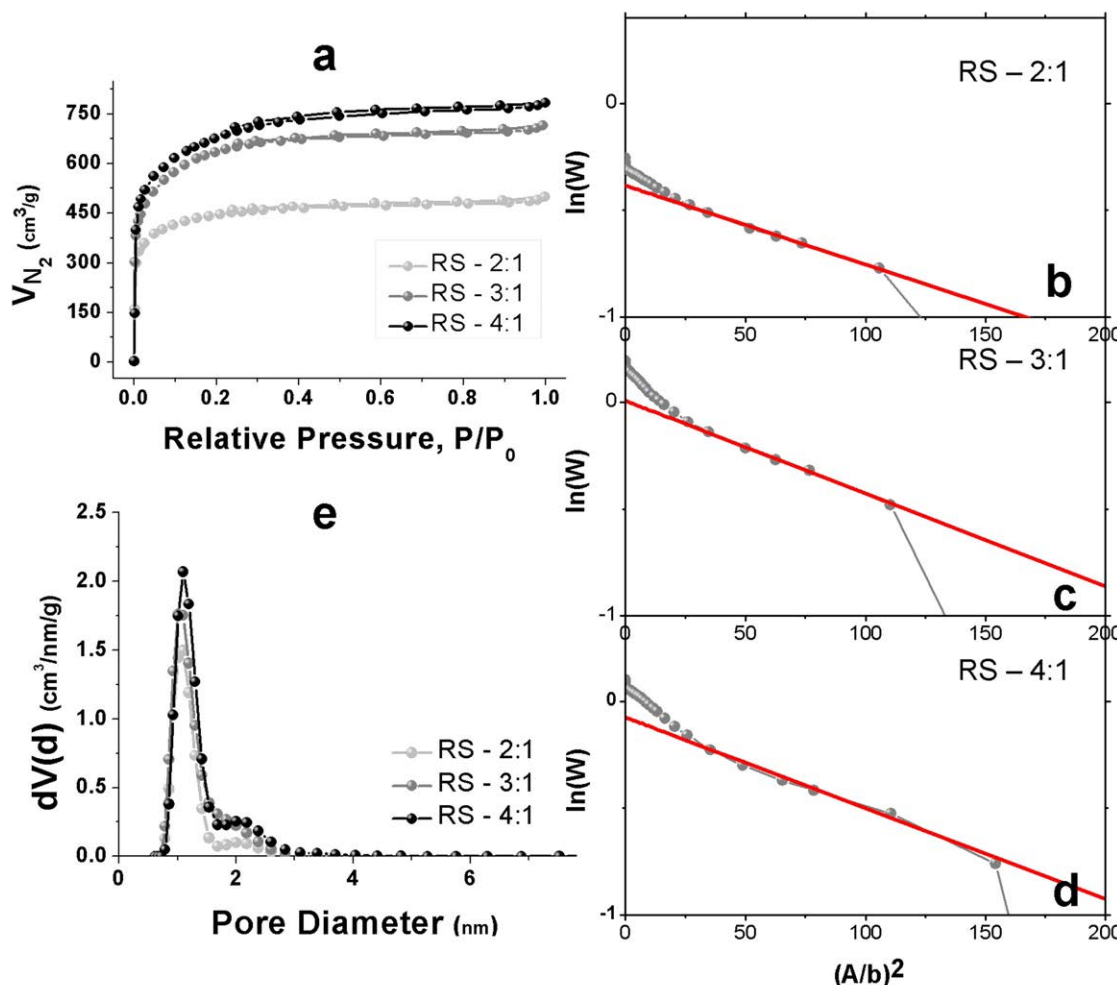 a
V_N2 (cm³/g)
750
600
450
300
150
0
RS - 2:1
RS - 3:1
RS - 4:1
0.0 0.2 0.4 0.6 0.8 1.0
Relative Pressure, P/P₀
e
dV(d) (cm³/nm/g)
2.5
2.0
1.5
1.0
0.5
0.0
RS - 2:1
RS - 3:1
RS - 4:1
0 2 4 6
Pore Diameter (nm)
RS – 2:1
ln(W)
0
-1
b
0 50 100 150 200
RS – 3:1
ln(W)
0
-1
c
0 50 100 150 200
RS – 4:1
ln(W)
0
-1
d
0 50 100 150 200
(A/b)²